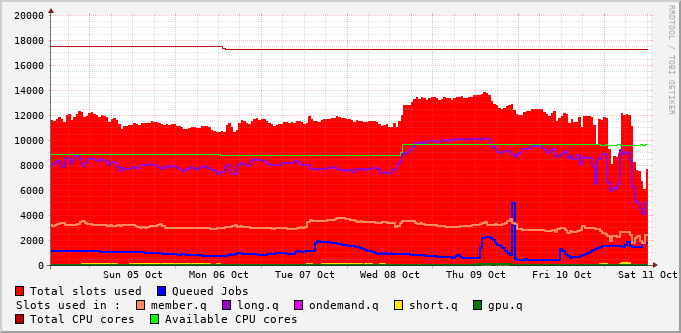 20000
18000
16000
14000
12000
10000
8000
6000
4000
2000
0
Sun 05 Oct Mon 06 Oct Tue 07 Oct Wed 08 Oct Thu 09 Oct Fri 10 Oct Sat 11 Oct
RRDTOOL / TOBI OETIKER
Total slots used Queued Jobs
Slots used in : member.q long.q ondemand.q short.q gpu.q
Total CPU cores Available CPU cores